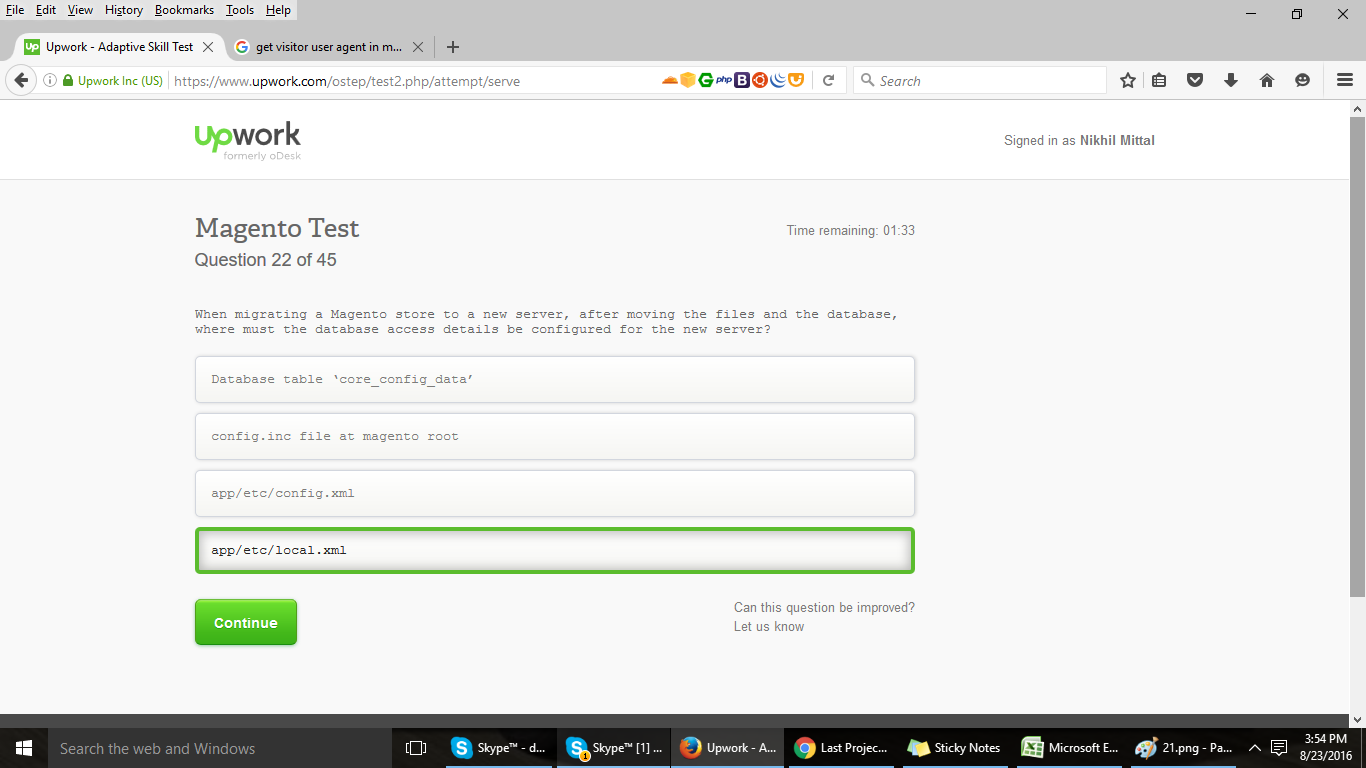 File Edit View History Bookmarks Tools Help
Up Upwork - Adaptive Skill Test
get visitor user agent in m...
Upwork Inc (US) https://www.upwork.com/ostep/test2.php/attempt/serve
php B
Search
upwork
formerly oDesk
Signed in as Nikhil Mittal
Magento Test
Time remaining: 01:33
Question 22 of 45
When migrating a Magento store to a new server, after moving the files and the database,
where must the database access details be configured for the new server?
Database table ‘core_config_data’
config.inc file at magento root
app/etc/config.xml
app/etc/local.xml
Continue
Can this question be improved?
Let us know
Search the web and Windows
Skype™ - d...
Skype™ [1] ...
1
Upwork - A...
Last Projec...
Sticky Notes
Microsoft E...
21.png - Pa...
3:54 PM
8/23/2016